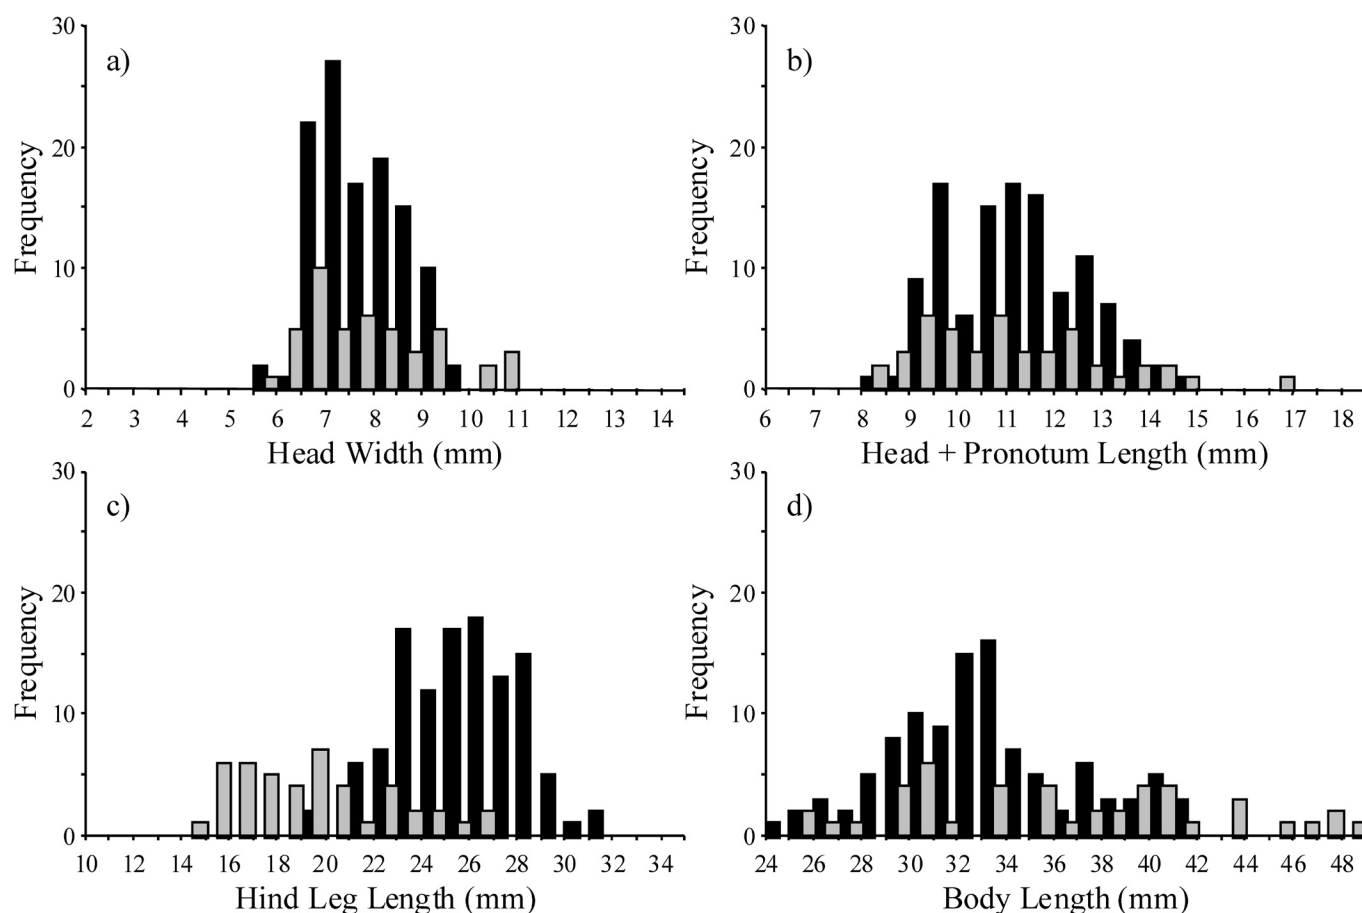 30
20
10
0
Frequency
a)
2 3 4 5 6 7 8 9 10 11 12 13 14
Head Width (mm)
30
20
10
0
Frequency
b)
6 7 8 9 10 11 12 13 14 15 16 17 18
Head + Pronotum Length (mm)
30
20
10
0
Frequency
c)
10 12 14 16 18 20 22 24 26 28 30 32 34
Hind Leg Length (mm)
30
20
10
0
Frequency
d)
24 26 28 30 32 34 36 38 40 42 44 46 48
Body Length (mm)